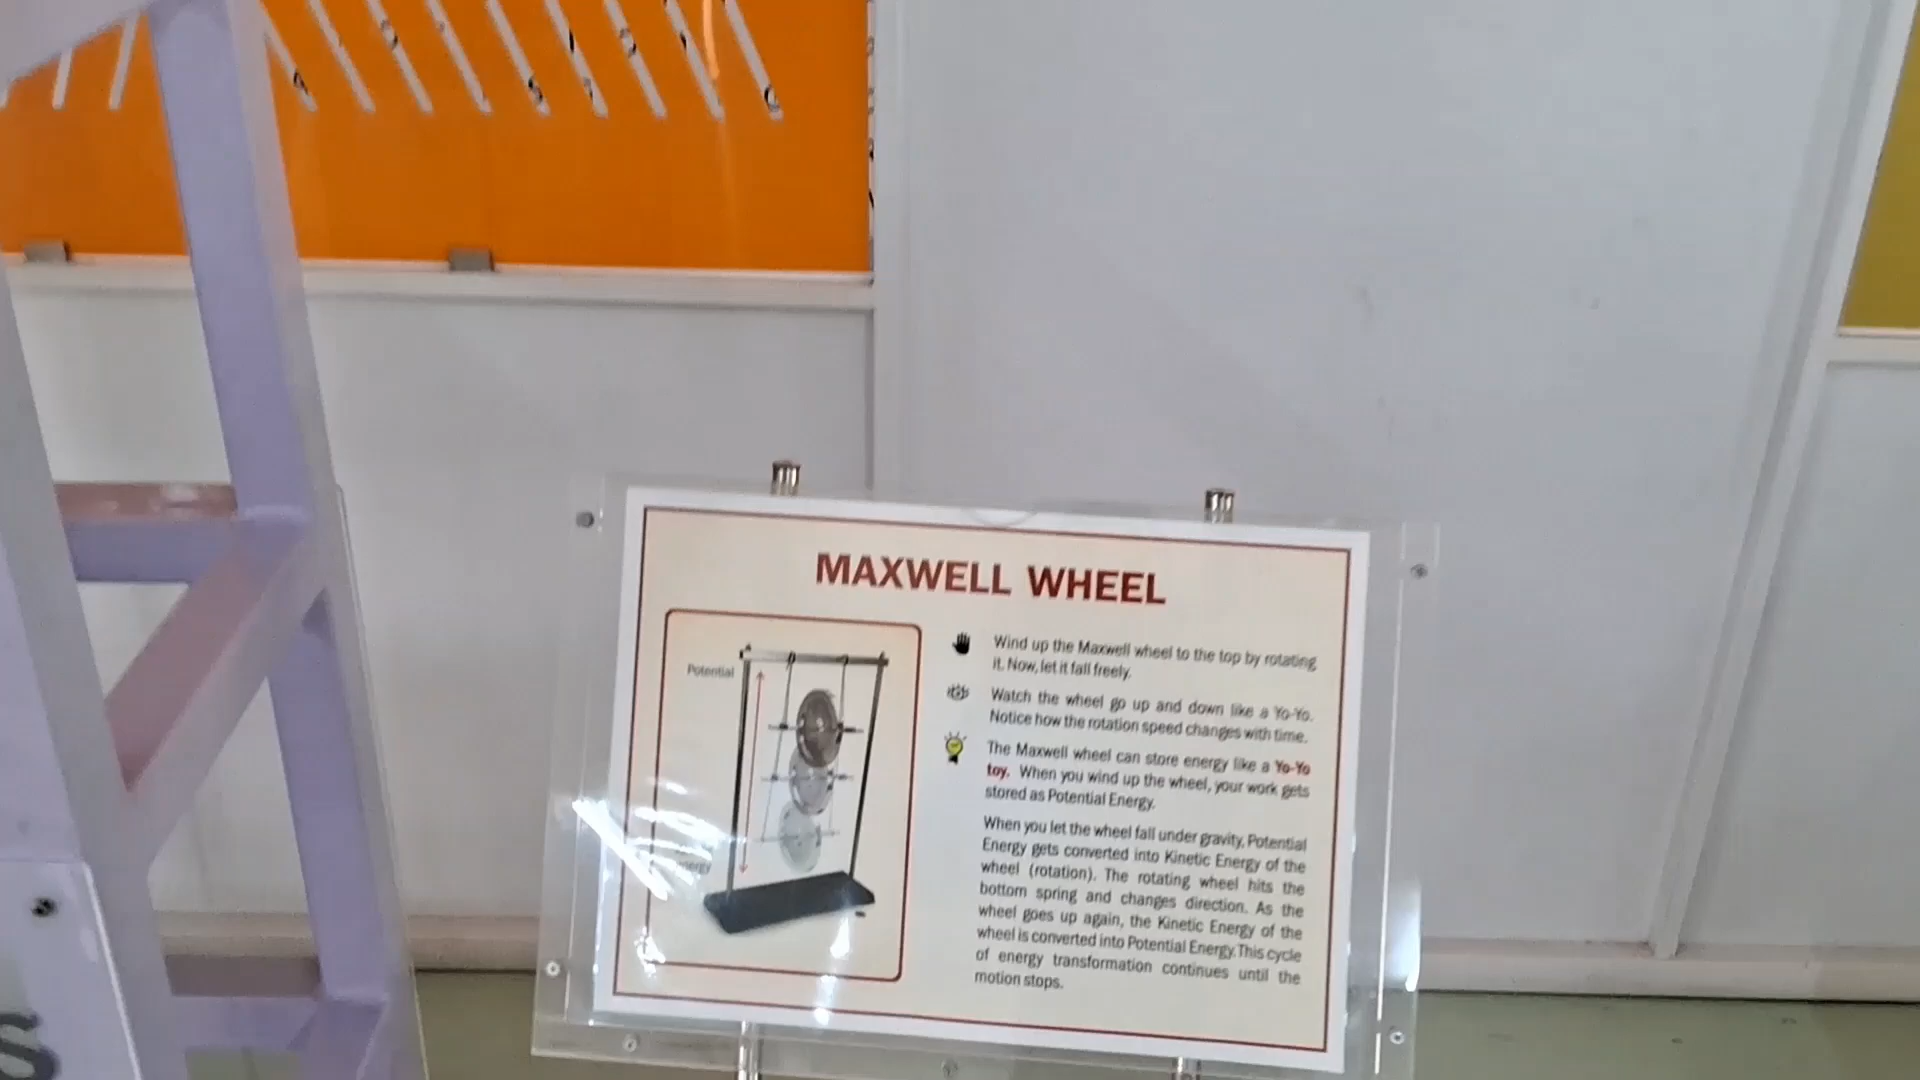 MAXWELL WHEEL
Potential
Wind up the Maxwell wheel to the top by rotating
it. Now, let it fall freely.
Watch the wheel go up and down like a Yo-Yo.
Notice how the rotation speed changes with time.
The Maxwell wheel can store energy like a Yo-Yo
toy. When you wind up the wheel, your work gets
stored as Potential Energy.
When you let the wheel fall under gravity, Potential
Energy gets converted into Kinetic Energy of the
wheel (rotation). The rotating wheel hits the
bottom spring and changes direction. As the
wheel goes up again, the Kinetic Energy of the
wheel is converted into Potential Energy. This cycle
of energy transformation continues until the
motion stops.
S